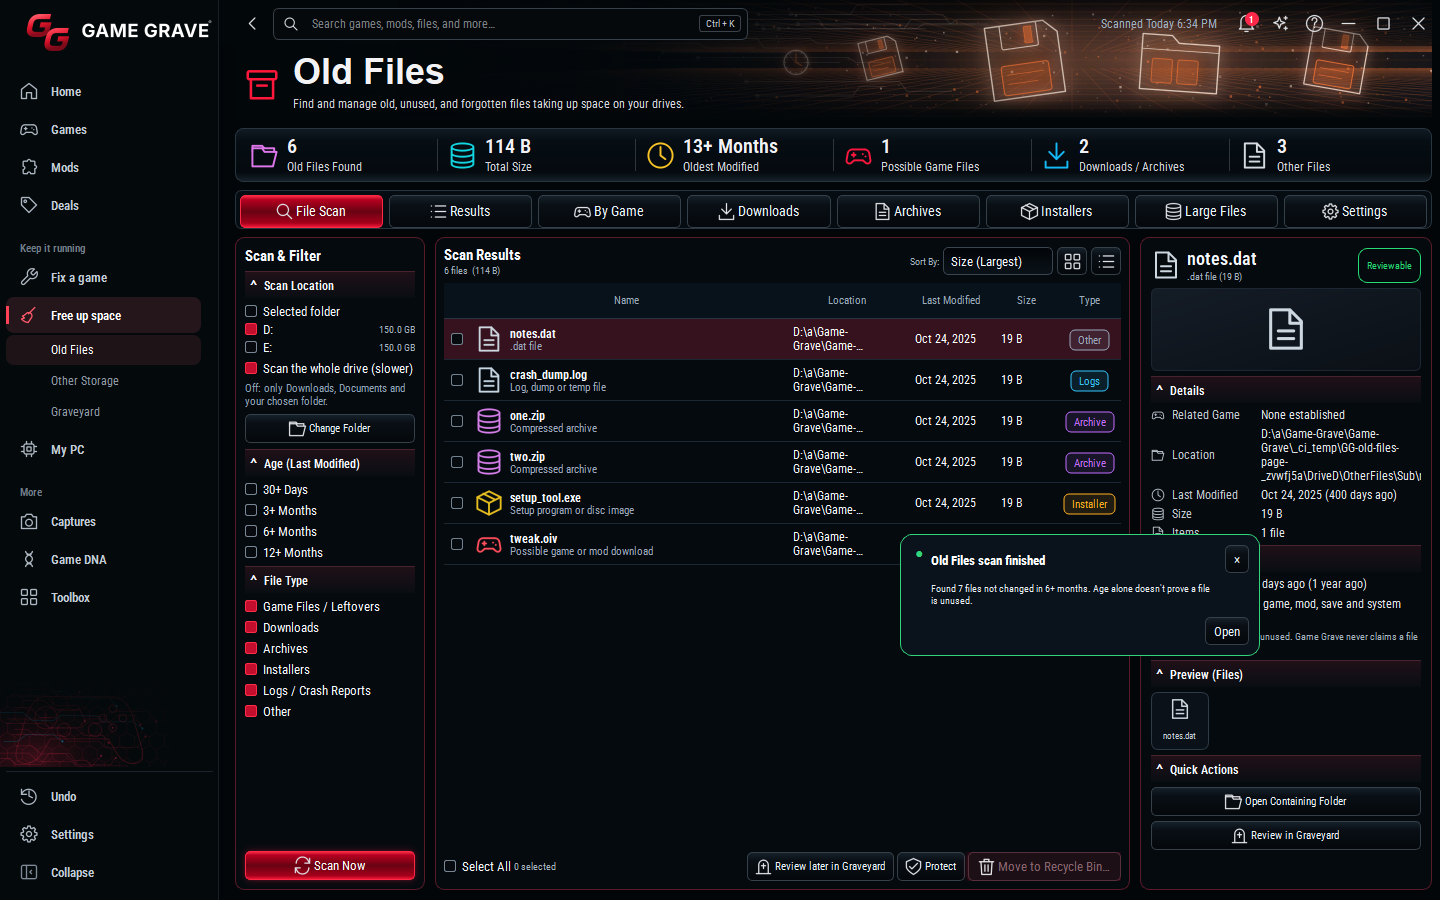 GG GAME GRAVE
Search games, mods, files, and more...
Ctrl + K
Scanned Today 6:34 PM
1
Home
Games
Mods
Deals
Keep it running
Fix a game
Free up space
Old Files
Other Storage
Graveyard
My PC
More
Captures
Game DNA
Toolbox
Undo
Settings
Collapse
Old Files
Find and manage old, unused, and forgotten files taking up space on your drives.
6
Old Files Found
114 B
Total Size
13+ Months
Oldest Modified
1
Possible Game Files
2
Downloads / Archives
3
Other Files
File Scan
Results
By Game
Downloads
Archives
Installers
Large Files
Settings
Scan & Filter
^ Scan Location
Selected folder
D: 150.0 GB
E: 150.0 GB
Scan the whole drive (slower)
Off: only Downloads, Documents and
your chosen folder.
Change Folder
^ Age (Last Modified)
30+ Days
3+ Months
6+ Months
12+ Months
^ File Type
Game Files / Leftovers
Downloads
Archives
Installers
Logs / Crash Reports
Other
Scan Now
Scan Results
6 files (114 B)
Sort By: Size (Largest)
Name Location Last Modified Size Type
notes.dat
.dat file
D:\a\Game-
Grave\Game-...
Oct 24, 2025 19 B Other
crash_dump.log
Log, dump or temp file
D:\a\Game-
Grave\Game-...
Oct 24, 2025 19 B Logs
one.zip
Compressed archive
D:\a\Game-
Grave\Game-...
Oct 24, 2025 19 B Archive
two.zip
Compressed archive
D:\a\Game-
Grave\Game-...
Oct 24, 2025 19 B Archive
setup_tool.exe
Setup program or disc image
D:\a\Game-
Grave\Game-...
Oct 24, 2025 19 B Installer
tweak.oiv
Possible game or mod download
D:\a\Game-
Grave\Game-...
Select All 0 selected
Review later in Graveyard
Protect
Move to Recycle Bin...
notes.dat
.dat file (19 B)
Reviewable
^ Details
Related Game None established
Location
D:\a\Game-Grave\Game-
Grave\_ci_temp\GG-old-files-
page-
_zvwfj5a\DriveD\OtherFiles\Sub\
Last Modified Oct 24, 2025 (400 days ago)
Size 19 B
Items 1 file
days ago (1 year ago)
game, mod, save and system
unused. Game Grave never claims a file
Old Files scan finished
x
Found 7 files not changed in 6+ months. Age alone doesn't prove a file
is unused.
Open
^ Preview (Files)
notes.dat
^ Quick Actions
Open Containing Folder
Review in Graveyard